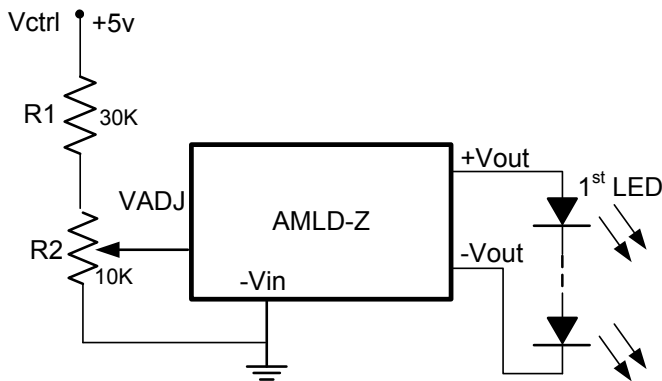 Vctrl +5v
R1 30K
VADJ
R2 10K
AMLD-Z
-Vin
+Vout
1st LED
-Vout